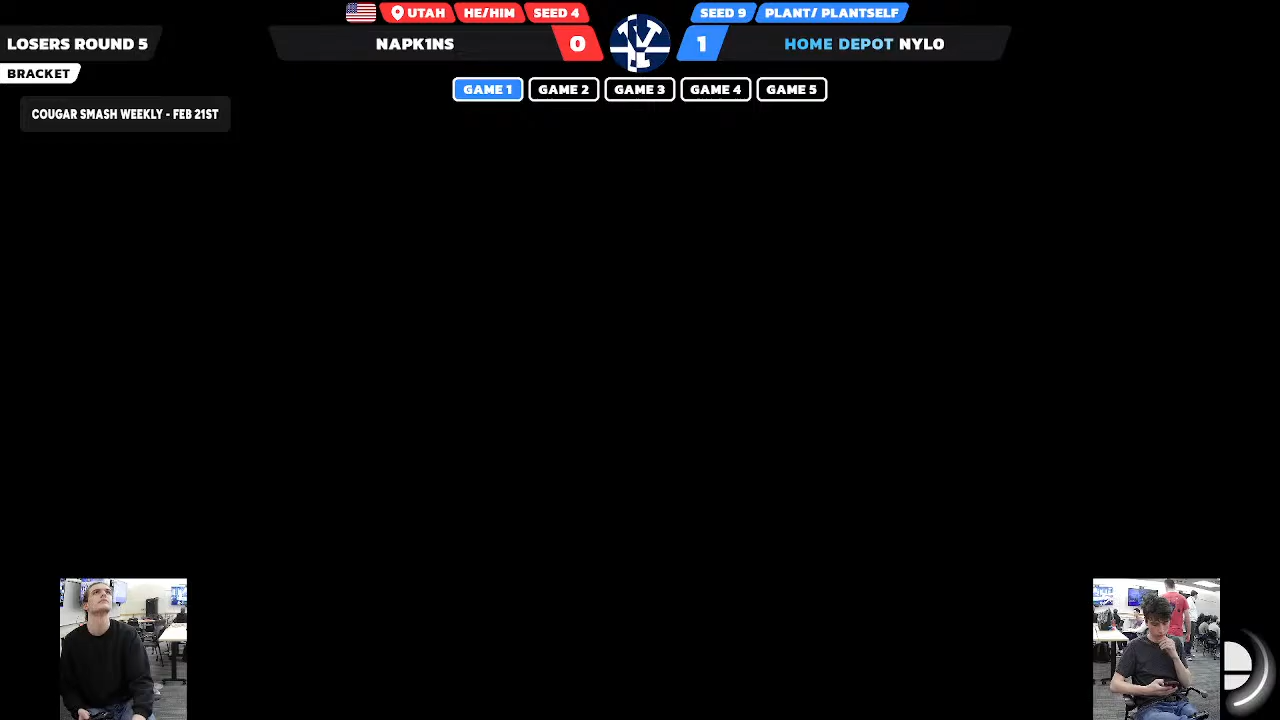 UTAH HE/HIM SEED 4 SEED 9 PLANT/ PLANTSELF
LOSERS ROUND 5 NAPK1NS 0 1 HOME DEPOT NYLO
BRACKET
GAME 1 GAME 2 GAME 3 GAME 4 GAME 5
COUGAR SMASH WEEKLY - FEB 21ST